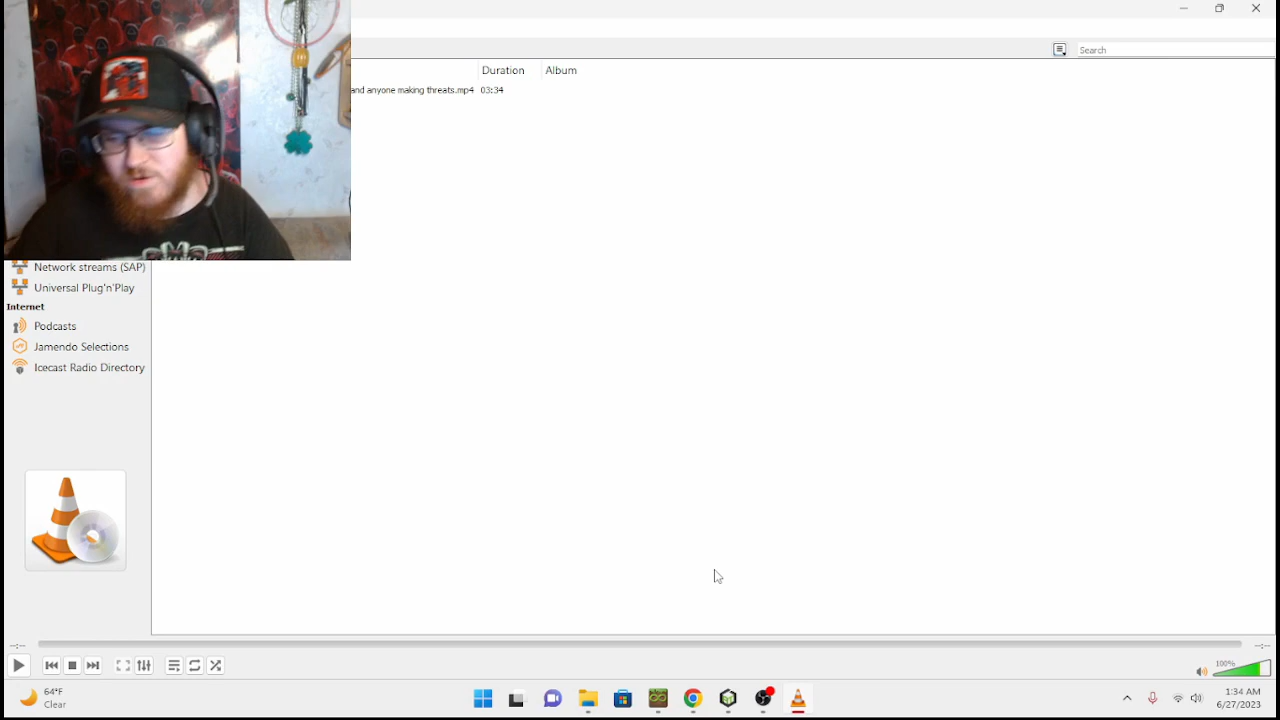 Search
Duration Album
and anyone making threats.mp4 03:34
Network streams (SAP)
Universal Plug'n'Play
Internet
Podcasts
Jamendo Selections
Icecast Radio Directory
--:--
--:--
100%
64°F
Clear
1:34 AM
6/27/2023